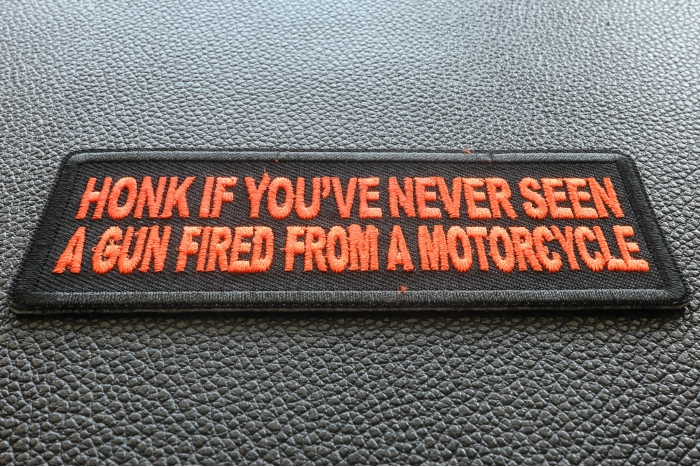 HONK IF YOU'VE NEVER SEEN
A GUN FIRED FROM A MOTORCYCLE